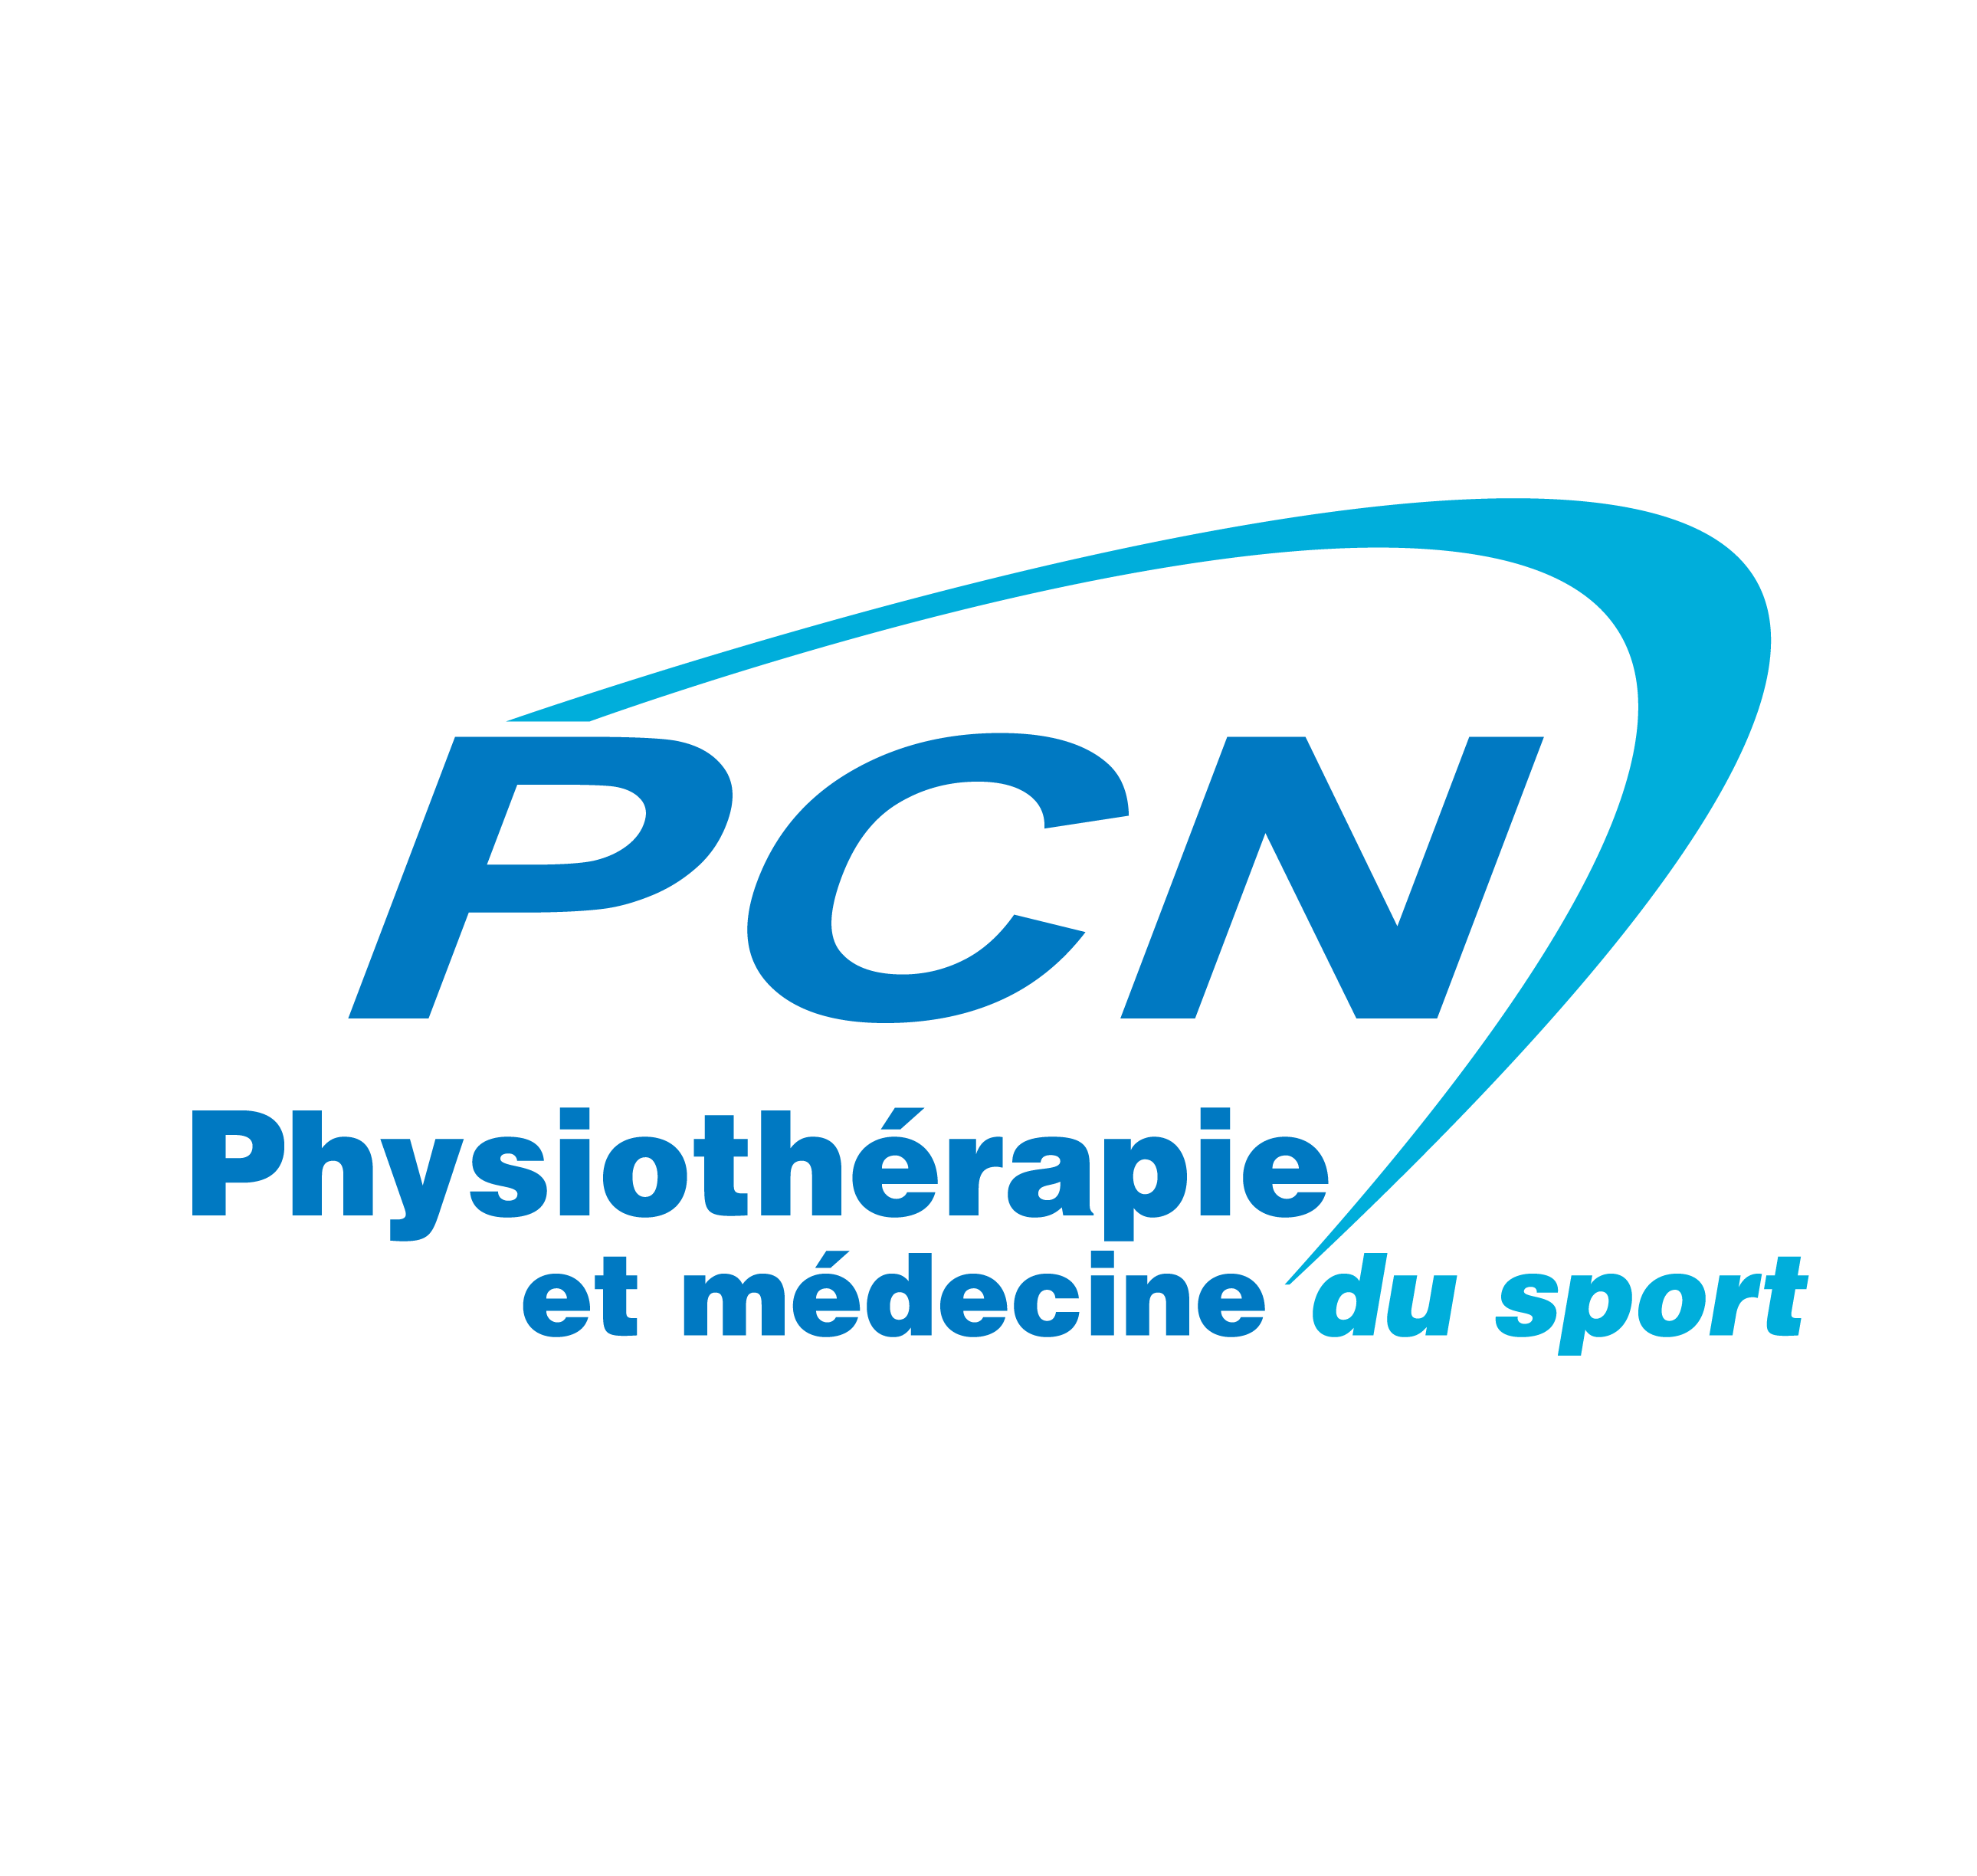 PCN
Physiothérapie
et médecine du sport